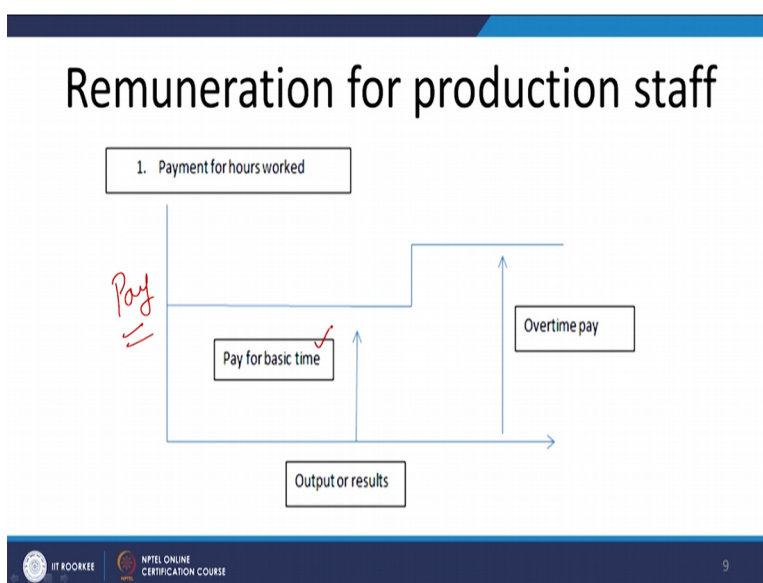 Remuneration for production staff
1. Payment for hours worked
Pay
Overtime pay
Pay for basic time
Output or results
IIT ROORKEE
NPTEL ONLINE
CERTIFICATION COURSE
9